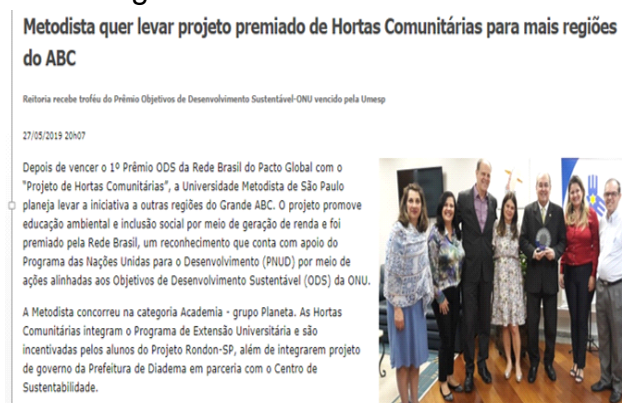 Metodista quer levar projeto premiado de Hortas Comunitárias para mais regiões
do ABC
Reitoria recebe troféu do Prêmio Objetivos de Desenvolvimento Sustentável-ONU vencido pela Umesp
27/05/2019 20h07
Depois de vencer o 1º Prêmio ODS da Rede Brasil do Pacto Global com o
"Projeto de Hortas Comunitárias", a Universidade Metodista de São Paulo
planeja levar a iniciativa a outras regiões do Grande ABC. O projeto promove
educação ambiental e inclusão social por meio de geração de renda e foi
premiado pela Rede Brasil, um reconhecimento que conta com apoio do
Programa das Nações Unidas para o Desenvolvimento (PNUD) por meio de
ações alinhadas aos Objetivos de Desenvolvimento Sustentável (ODS) da ONU.
A Metodista concorreu na categoria Academia - grupo Planeta. As Hortas
Comunitárias integram o Programa de Extensão Universitária e são
incentivadas pelos alunos do Projeto Rondon-SP, além de integrarem projeto
de governo da Prefeitura de Diadema em parceria com o Centro de
Sustentabilidade.